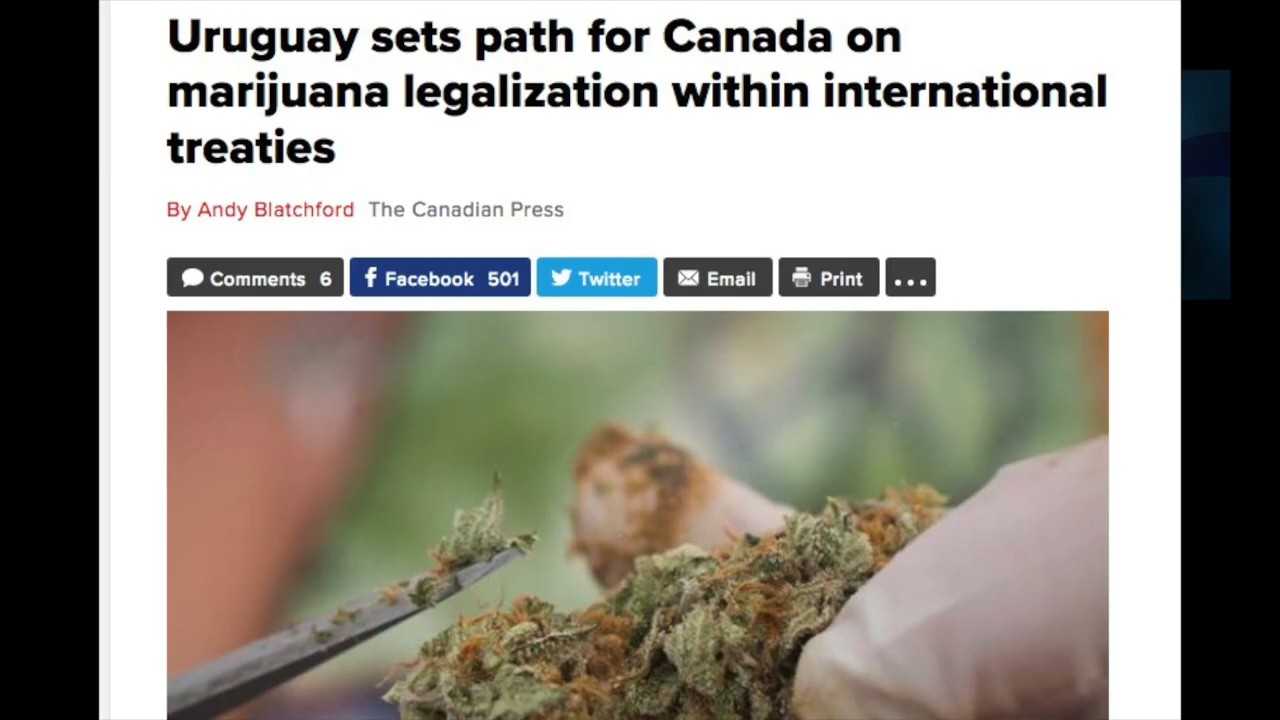 Uruguay sets path for Canada on
marijuana legalization within international
treaties
By Andy Blatchford The Canadian Press
Comments 6 Facebook 501 Twitter Email Print ...